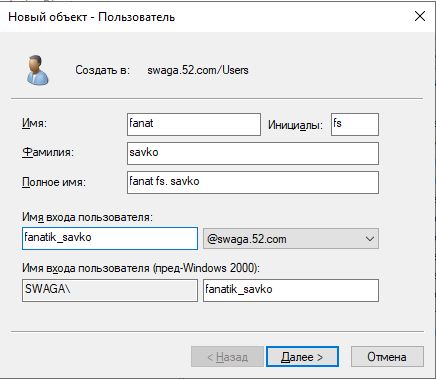 Новый объект - Пользователь
Создать в: swaga.52.com/Users
Имя: fanat Инициалы: fs
Фамилия: savko
Полное имя: fanat fs. savko
Имя входа пользователя:
fanatik_savko @swaga.52.com
Имя входа пользователя (пред-Windows 2000):
SWAGA\ fanatik_savko
< Назад Далее > Отмена